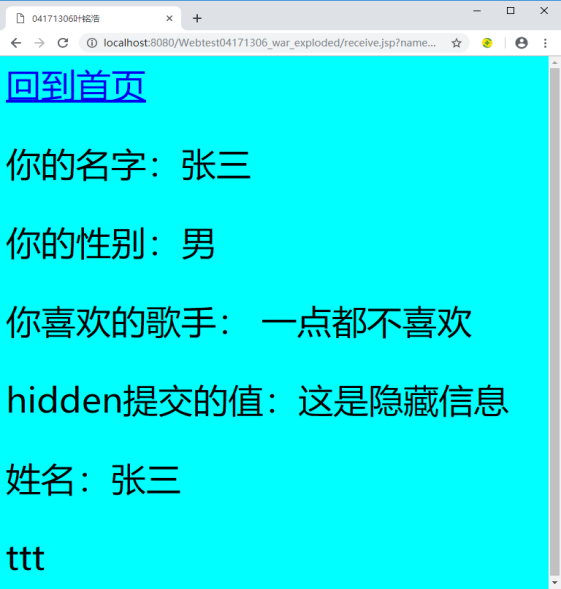 04171306叶铭浩
localhost:8080/Webtest04171306_war_exploded/receive.jsp?name...
回到首页
你的名字：张三
你的性别：男
你喜欢的歌手： 一点都不喜欢
hidden提交的值：这是隐藏信息
姓名：张三
ttt